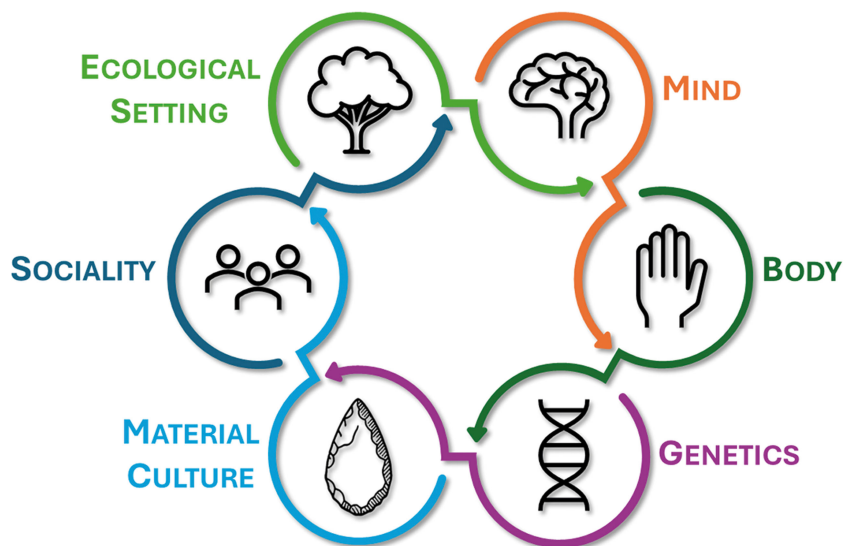 ECOLOGICAL
SETTING
MIND
SOCIALITY
BODY
MATERIAL
CULTURE
GENETICS